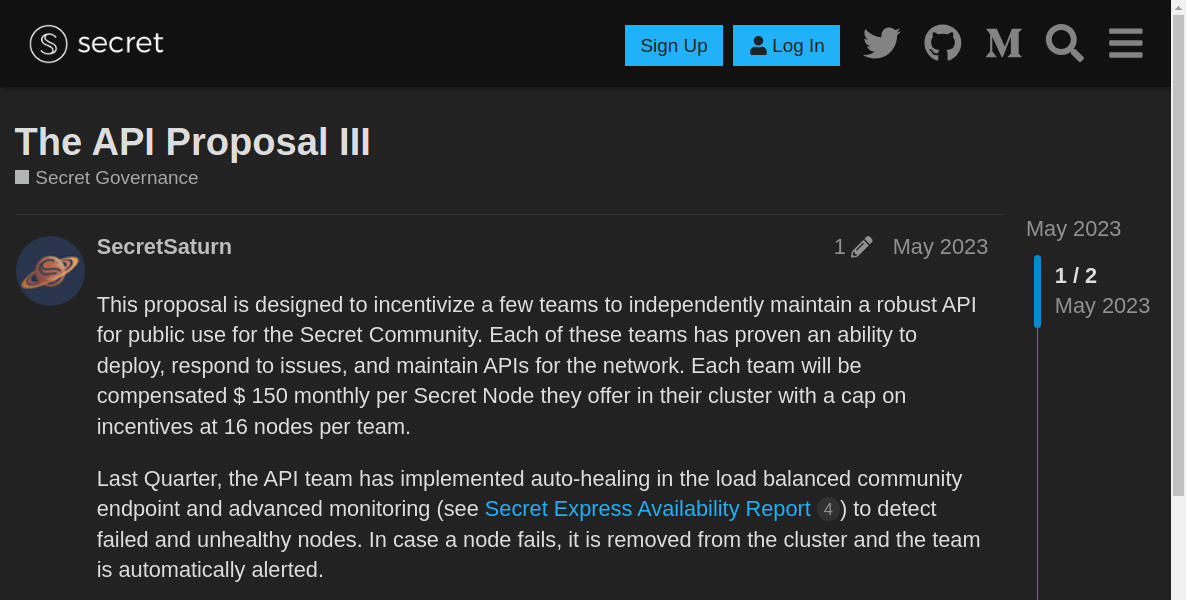 secret
Sign Up
Log In
The API Proposal III
Secret Governance
SecretSaturn
1
May 2023
May 2023
1 / 2
May 2023
This proposal is designed to incentivize a few teams to independently maintain a robust API
for public use for the Secret Community. Each of these teams has proven an ability to
deploy, respond to issues, and maintain APIs for the network. Each team will be
compensated $ 150 monthly per Secret Node they offer in their cluster with a cap on
incentives at 16 nodes per team.
Last Quarter, the API team has implemented auto-healing in the load balanced community
endpoint and advanced monitoring (see Secret Express Availability Report 4 ) to detect
failed and unhealthy nodes. In case a node fails, it is removed from the cluster and the team
is automatically alerted.